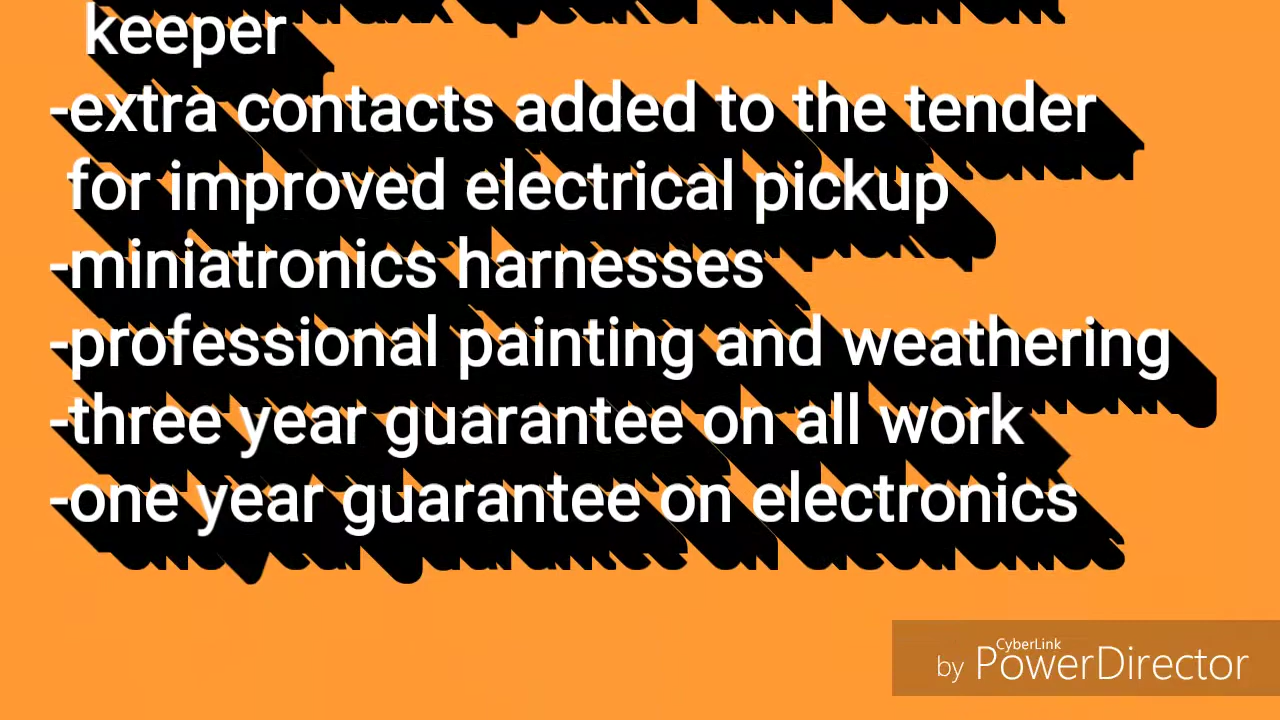 keeper
-extra contacts added to the tender
for improved electrical pickup
-miniatronics harnesses
-professional painting and weathering
-three year guarantee on all work
-one year guarantee on electronics
CyberLink
by PowerDirector